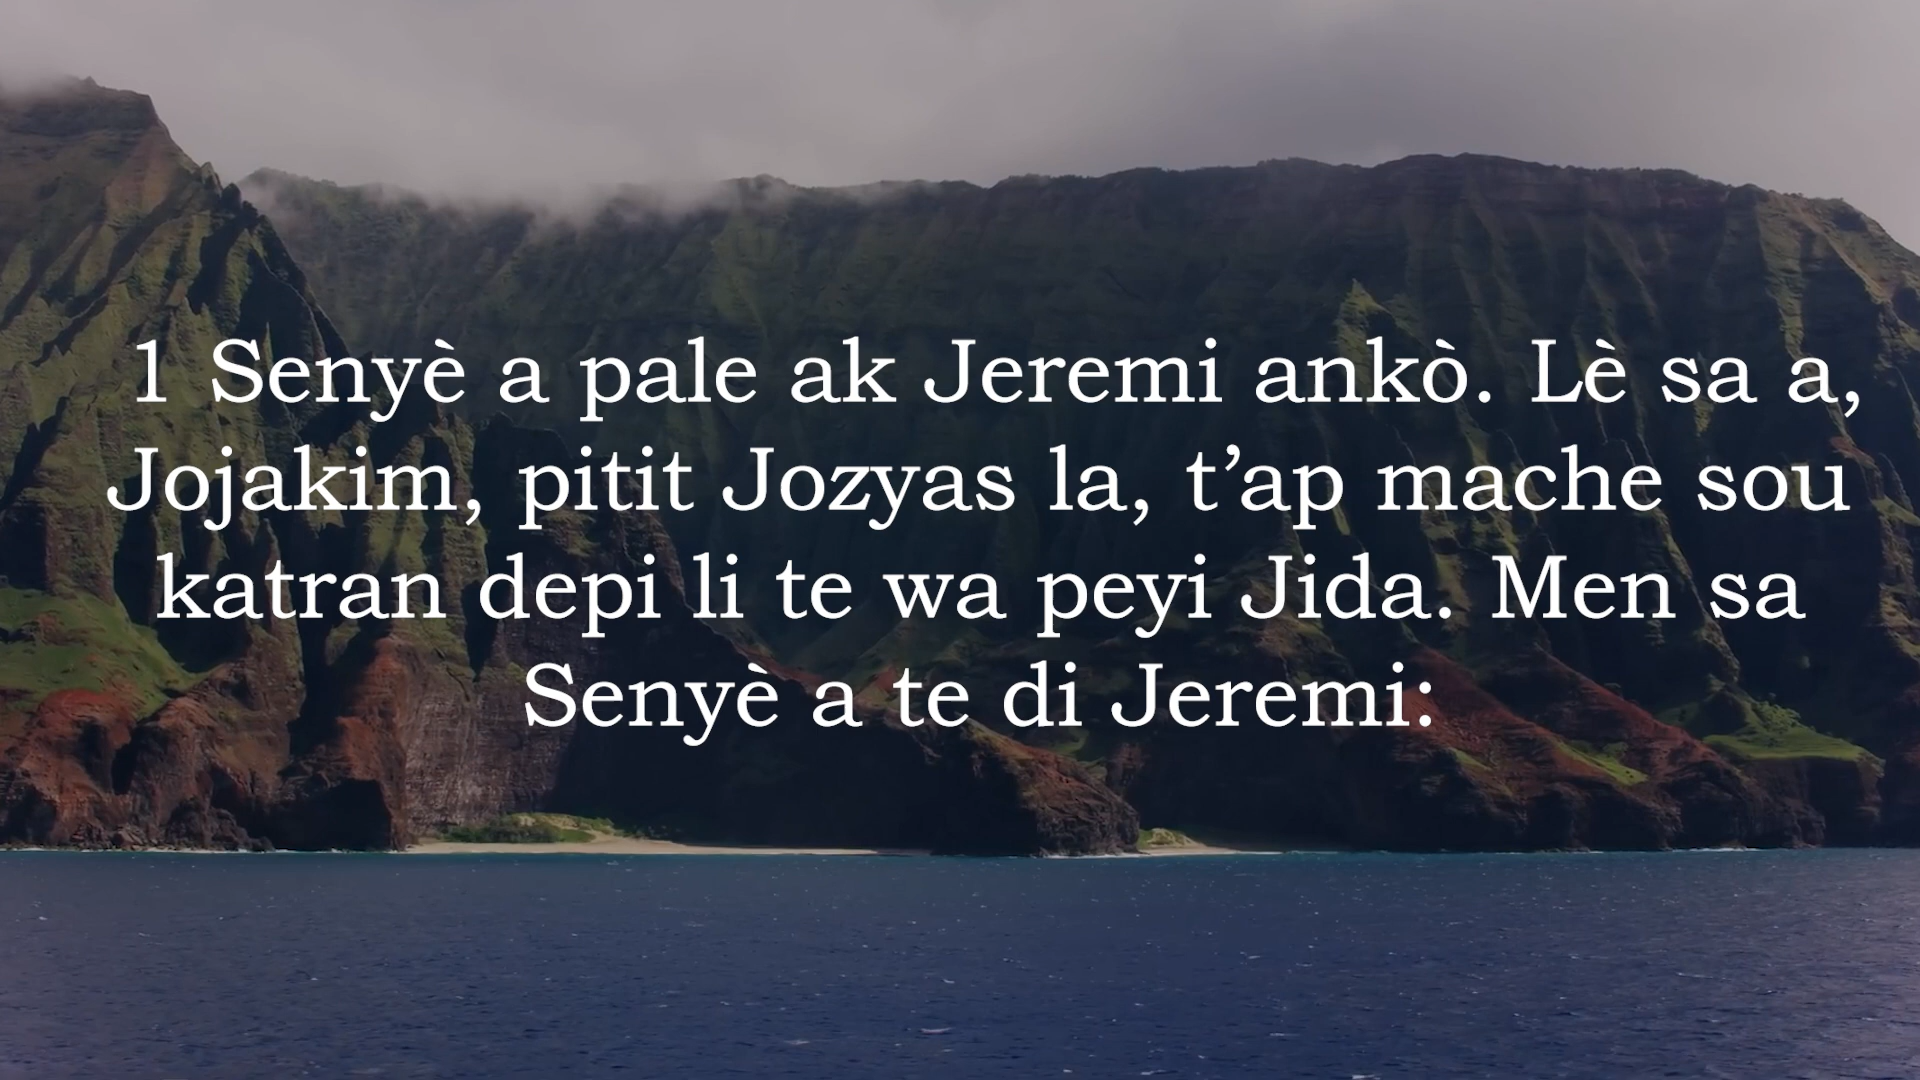 1 Senyè a pale ak Jeremi ankò. Lè sa a,
Jojakim, pitit Jozyas la, t’ap mache sou
katran depi li te wa peyi Jida. Men sa
Senyè a te di Jeremi: